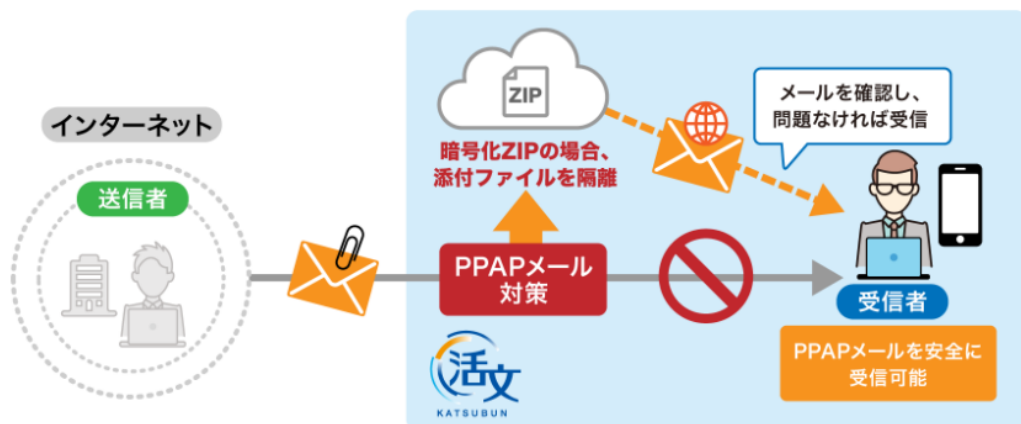 インターネット
送信者
ZIP
暗号化ZIPの場合、
添付ファイルを隔離
メールを確認し、
問題なければ受信
PPAPメール
対策
受信者
PPAPメールを安全に
受信可能
活文
KATSUBUN